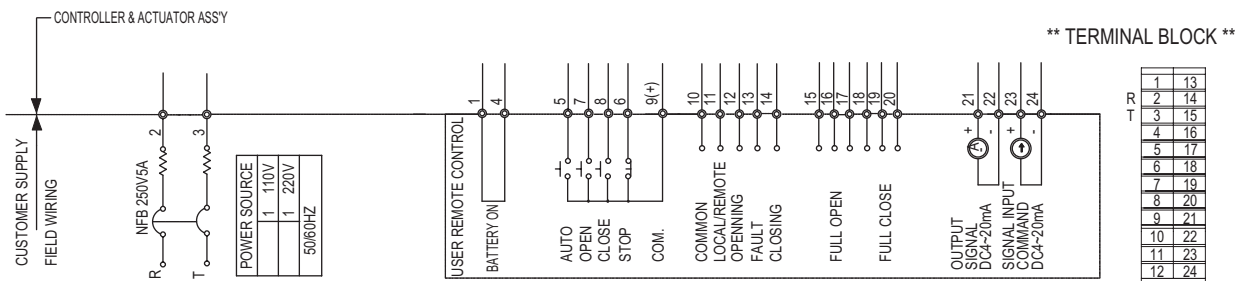 CONTROLLER & ACTUATOR ASS'Y
** TERMINAL BLOCK **
CUSTOMER SUPPLY
FIELD WIRING
2
3
NFB 250V5A
R
T
POWER SOURCE
1 110V
1 220V
50/60HZ
USER REMOTE CONTROL
1
4
BATTERY ON
5
7
8
6
9(+)
AUTO
OPEN
CLOSE
STOP
COM.
10
11
12
13
14
COMMON
LOCAL/REMOTE
OPENNING
FAULT
CLOSING
15
16
17
18
19
20
FULL OPEN
FULL CLOSE
21
22
23
24
+
A
-
+
-
OUTPUT
SIGNAL
DC4~20mA
SIGNAL INPUT
COMMAND
DC4~20mA
1 13
R 2 14
T 3 15
4 16
5 17
6 18
7 19
8 20
9 21
10 22
11 23
12 24